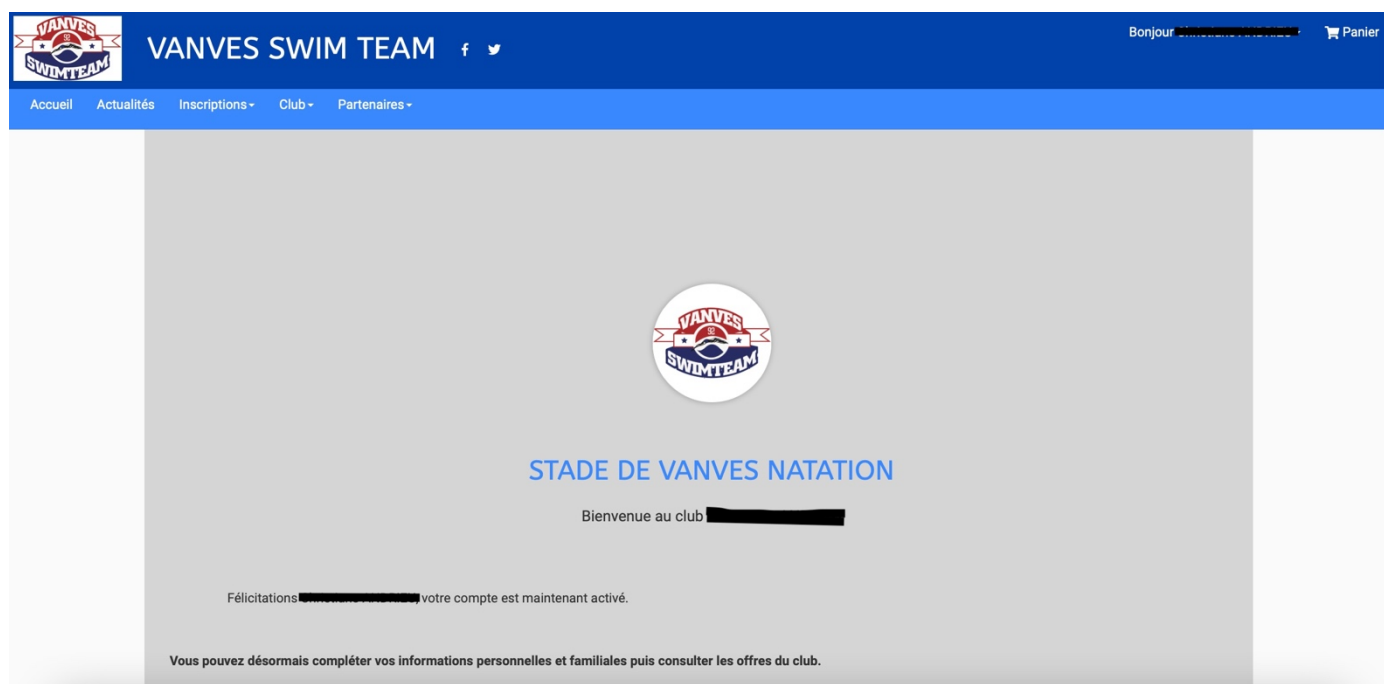 VANVES
92
SWIMTEAM
VANVES SWIM TEAM
Bonjour
Panier
Accueil Actualités Inscriptions Club Partenaires
VANVES
92
SWIMTEAM
STADE DE VANVES NATATION
Bienvenue au club
Félicitations , votre compte est maintenant activé.
Vous pouvez désormais compléter vos informations personnelles et familiales puis consulter les offres du club.